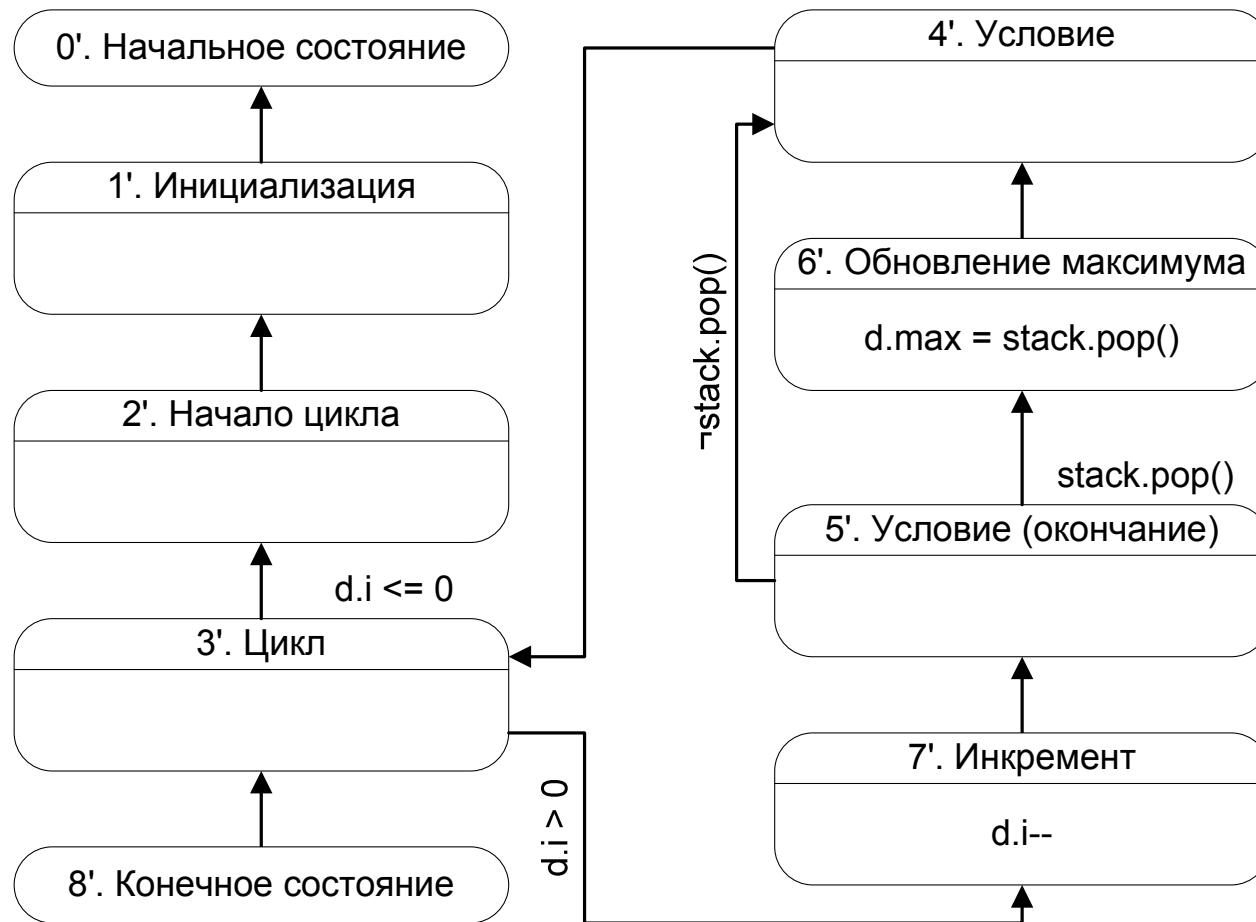 0'. Начальное состояние
1'. Инициализация
2'. Начало цикла
d.i <= 0
3'. Цикл
8'. Конечное состояние
d.i > 0
4'. Условие
¬stack.pop()
6'. Обновление максимума
d.max = stack.pop()
stack.pop()
5'. Условие (окончание)
7'. Инкремент
d.i--